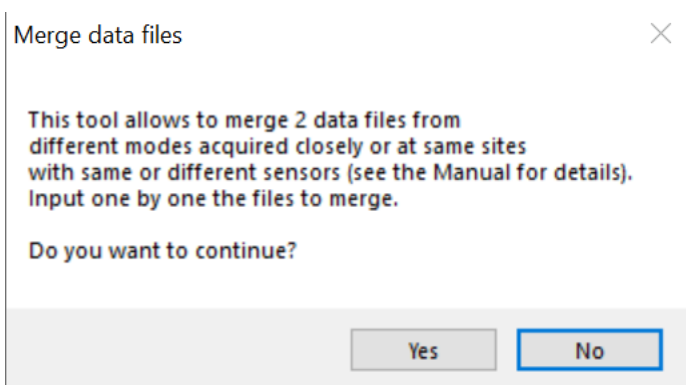 Merge data files
This tool allows to merge 2 data files from
different modes acquired closely or at same sites
with same or different sensors (see the Manual for details).
Input one by one the files to merge.
Do you want to continue?
Yes
No